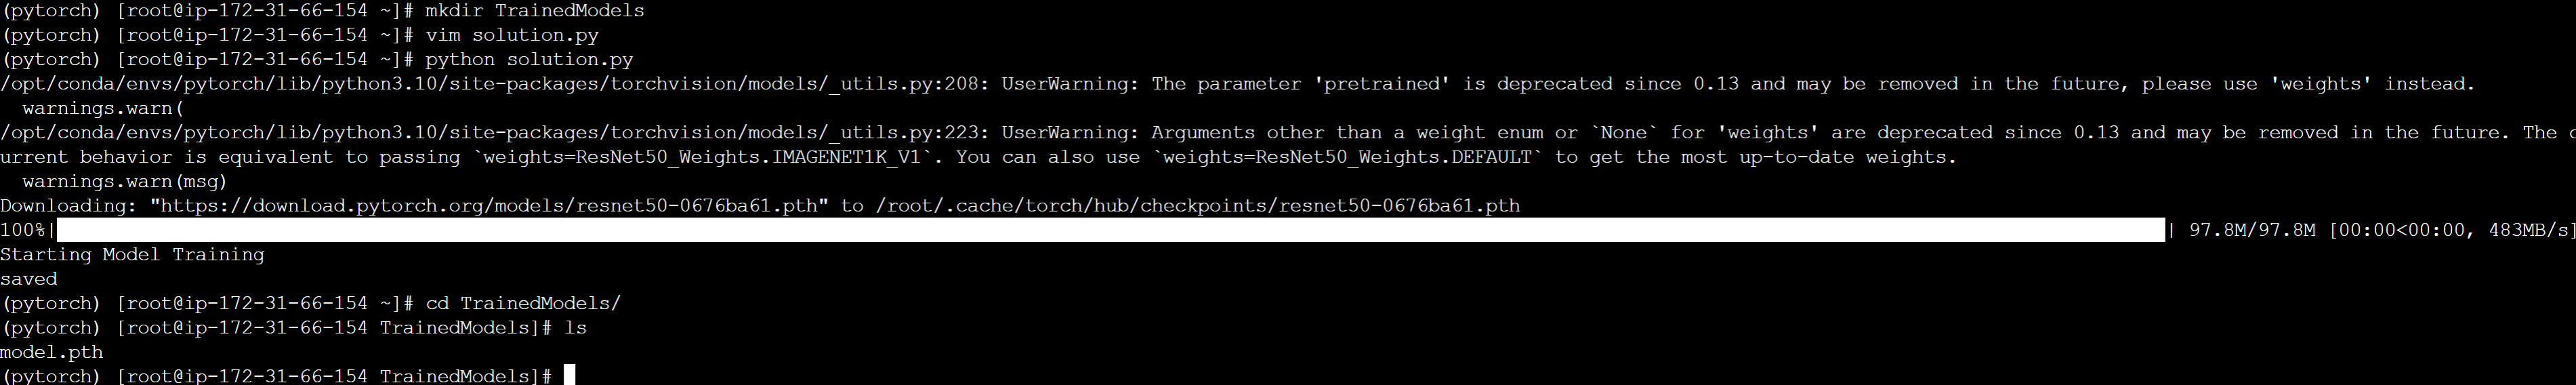 (pytorch) [root@ip-172-31-66-154 ~]# mkdir TrainedModels
(pytorch) [root@ip-172-31-66-154 ~]# vim solution.py
(pytorch) [root@ip-172-31-66-154 ~]# python solution.py
/opt/conda/envs/pytorch/lib/python3.10/site-packages/torchvision/models/_utils.py:208: UserWarning: The parameter 'pretrained' is deprecated since 0.13 and may be removed in the future, please use 'weights' instead.
  warnings.warn(
/opt/conda/envs/pytorch/lib/python3.10/site-packages/torchvision/models/_utils.py:223: UserWarning: Arguments other than a weight enum or `None` for 'weights' are deprecated since 0.13 and may be removed in the future. The c
urrent behavior is equivalent to passing `weights=ResNet50_Weights.IMAGENET1K_V1`. You can also use `weights=ResNet50_Weights.DEFAULT` to get the most up-to-date weights.
  warnings.warn(msg)
Downloading: "https://download.pytorch.org/models/resnet50-0676ba61.pth" to /root/.cache/torch/hub/checkpoints/resnet50-0676ba61.pth
100%| | 97.8M/97.8M [00:00<00:00, 483MB/s]
Starting Model Training
saved
(pytorch) [root@ip-172-31-66-154 ~]# cd TrainedModels/
(pytorch) [root@ip-172-31-66-154 TrainedModels]# ls
model.pth
(pytorch) [root@ip-172-31-66-154 TrainedModels]#